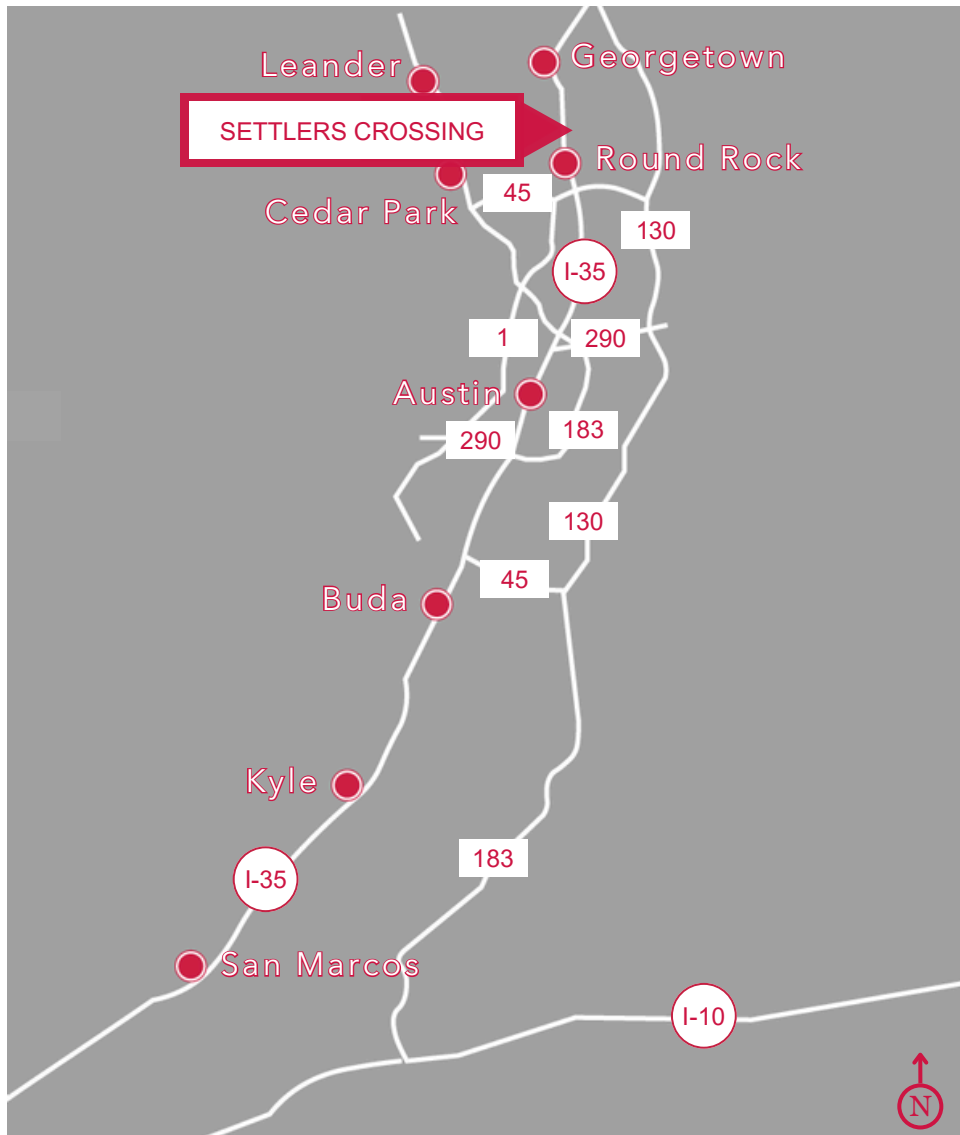 Georgetown
Leander
SETTLERS CROSSING
Round Rock
45
Cedar Park
130
I-35
1
290
Austin
183
290
130
45
Buda
Kyle
183
I-35
San Marcos
I-10
N